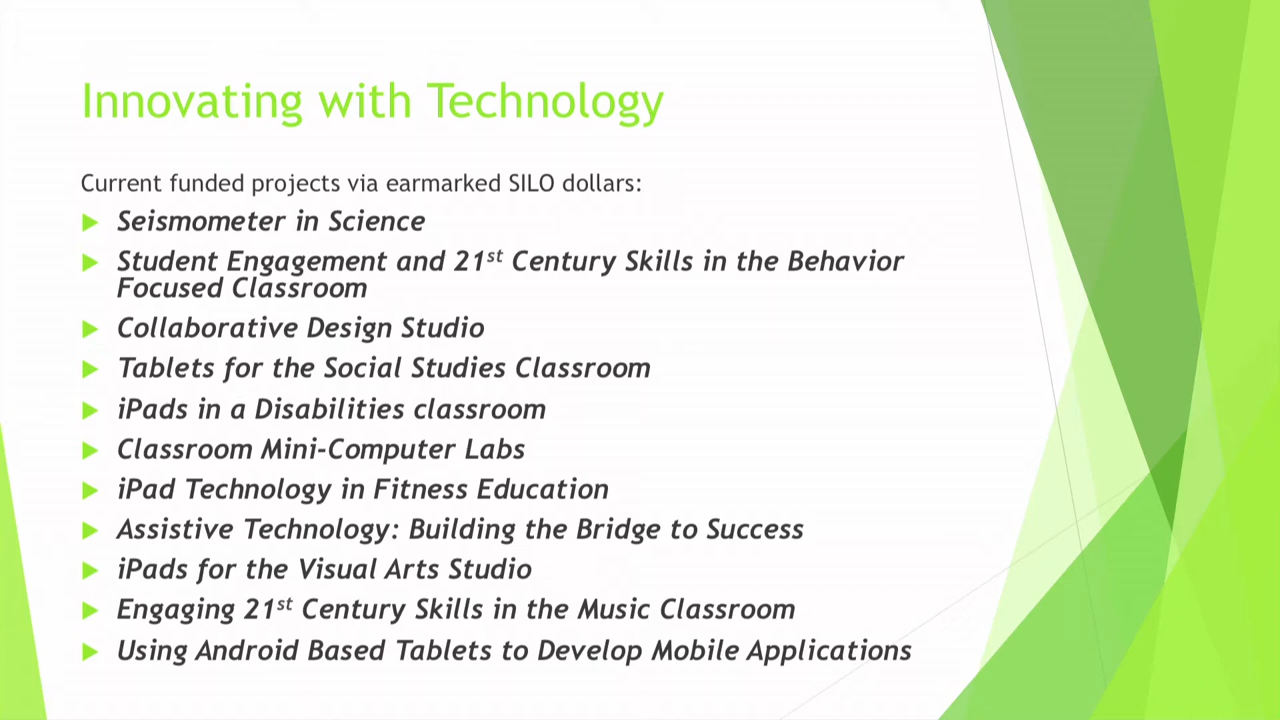 Innovating with Technology
Current funded projects via earmarked SILO dollars:
Seismometer in Science
Student Engagement and 21st Century Skills in the Behavior
Focused Classroom
Collaborative Design Studio
Tablets for the Social Studies Classroom
iPads in a Disabilities classroom
Classroom Mini-Computer Labs
iPad Technology in Fitness Education
Assistive Technology: Building the Bridge to Success
iPads for the Visual Arts Studio
Engaging 21st Century Skills in the Music Classroom
Using Android Based Tablets to Develop Mobile Applications